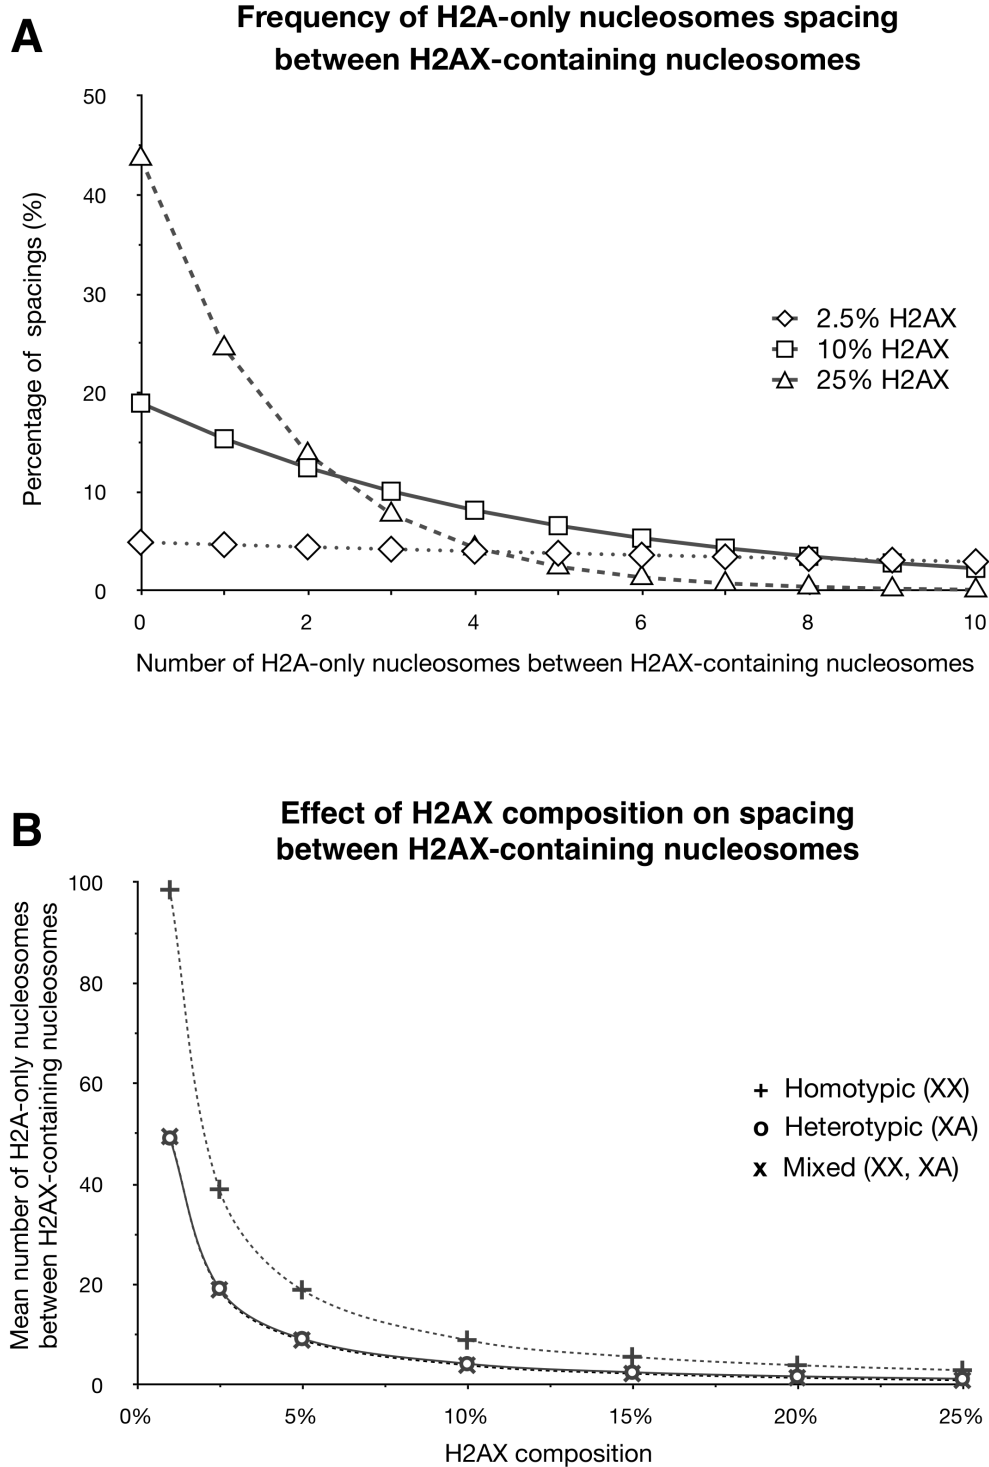 A
Frequency of H2A-only nucleosomes spacing
between H2AX-containing nucleosomes
Percentage of spacings (%)
50
40
30
20
10
0
2.5% H2AX
10% H2AX
25% H2AX
0 2 4 6 8 10
Number of H2A-only nucleosomes between H2AX-containing nucleosomes
B
Effect of H2AX composition on spacing
between H2AX-containing nucleosomes
Mean number of H2A-only nucleosomes
between H2AX-containing nucleosomes
100
80
60
40
20
0
+ Homotypic (XX)
o Heterotypic (XA)
x Mixed (XX, XA)
0% 5% 10% 15% 20% 25%
H2AX composition